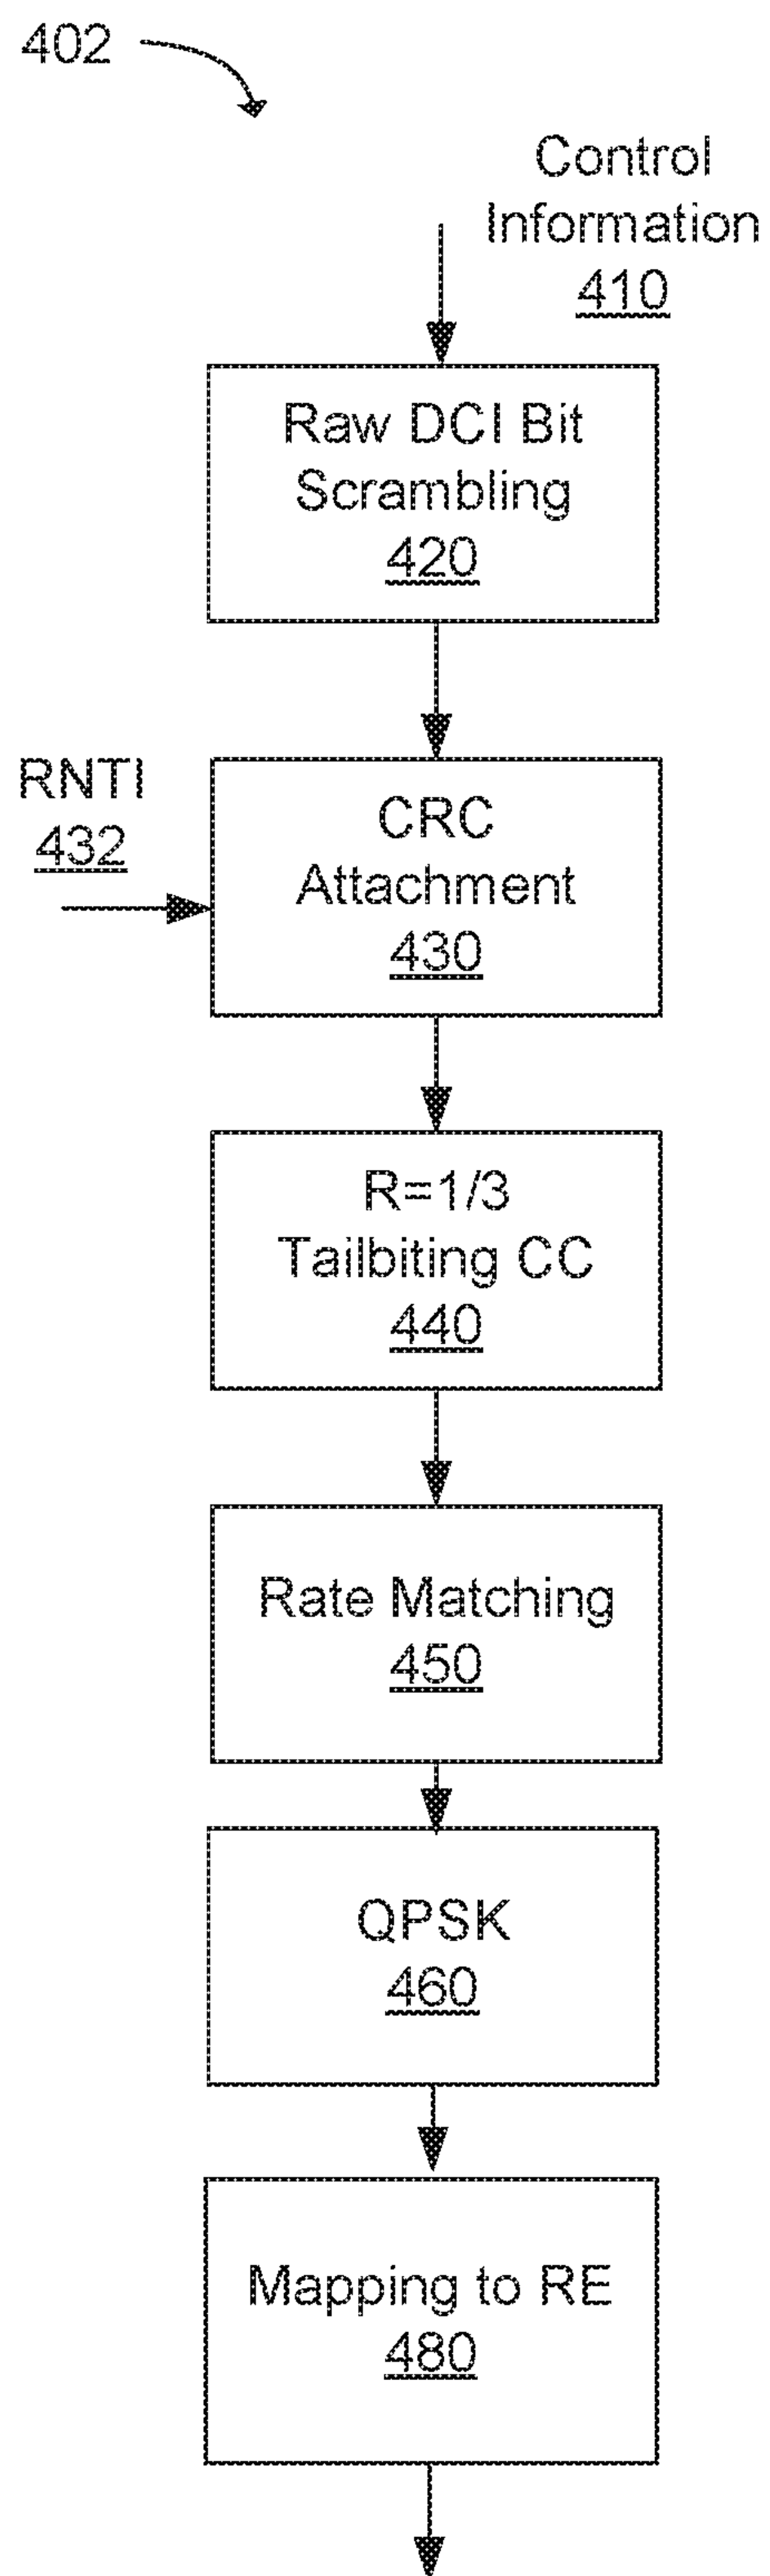 402
Control
Information
410
Raw DCI Bit
Scrambling
420
RNTI
432
CRC
Attachment
430
R=1/3
Tailbiting CC
440
Rate Matching
450
QPSK
460
Mapping to RE
480